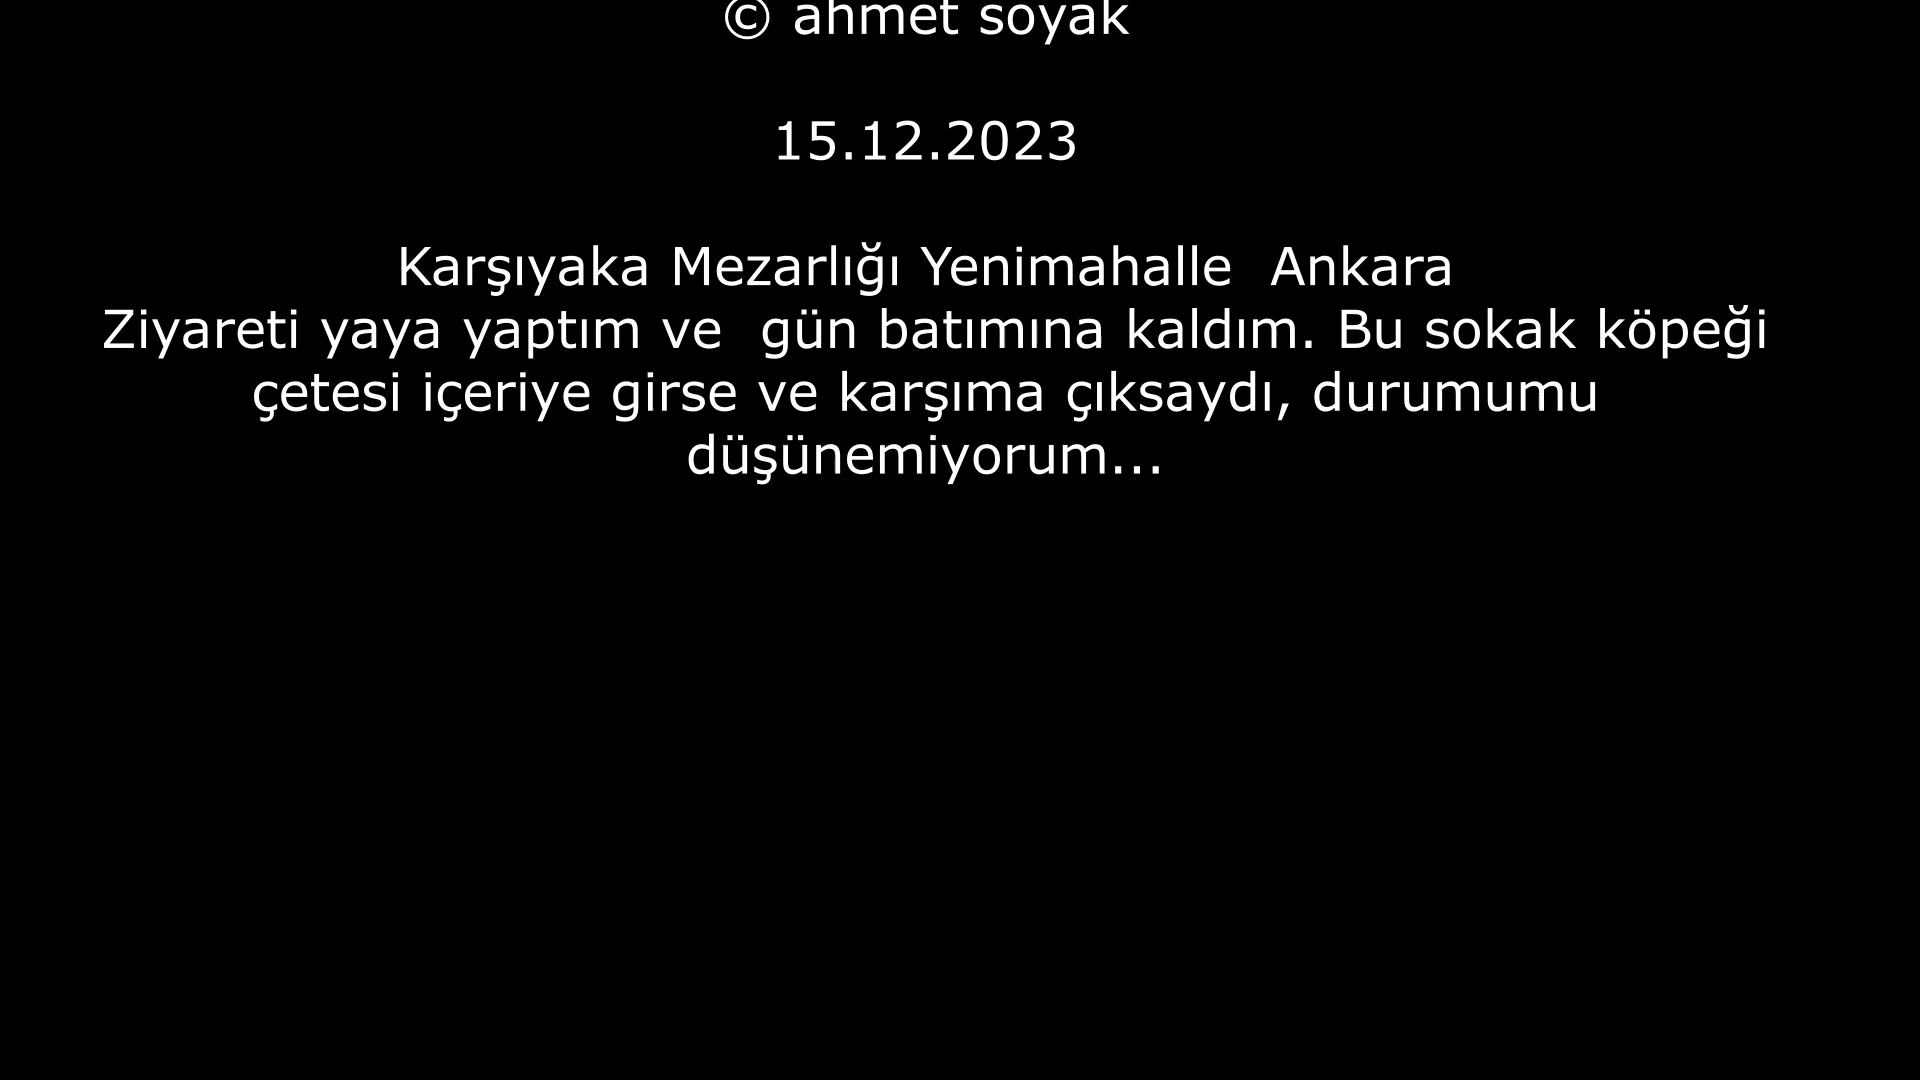 © ahmet soyak
15.12.2023
Karşıyaka Mezarlığı Yenimahalle  Ankara
Ziyareti yaya yaptım ve  gün batımına kaldım. Bu sokak köpeği
çetesi içeriye girse ve karşıma çıksaydı, durumumu
düşünemiyorum...